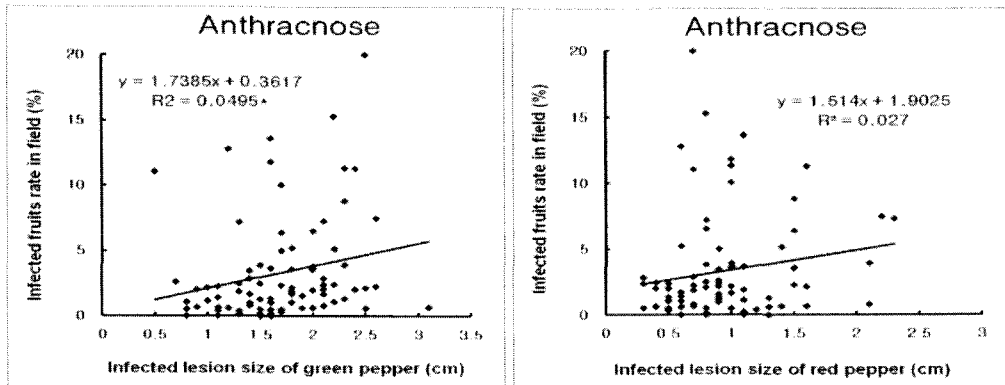 Anthracnose
Infected fruits rate in field (%)
20
15
10
5
0
y = 1.7385x + 0.3617
R2 = 0.0495*
0 0.5 1 1.5 2 2.5 3 3.5
Infected lesion size of green pepper (cm)
Anthracnose
Infected fruits rate in field (%)
20
15
10
5
0
y = 1.514x + 1.9025
R² = 0.027
0 0.5 1 1.5 2 2.5
Infected lesion size of red pepper (cm)